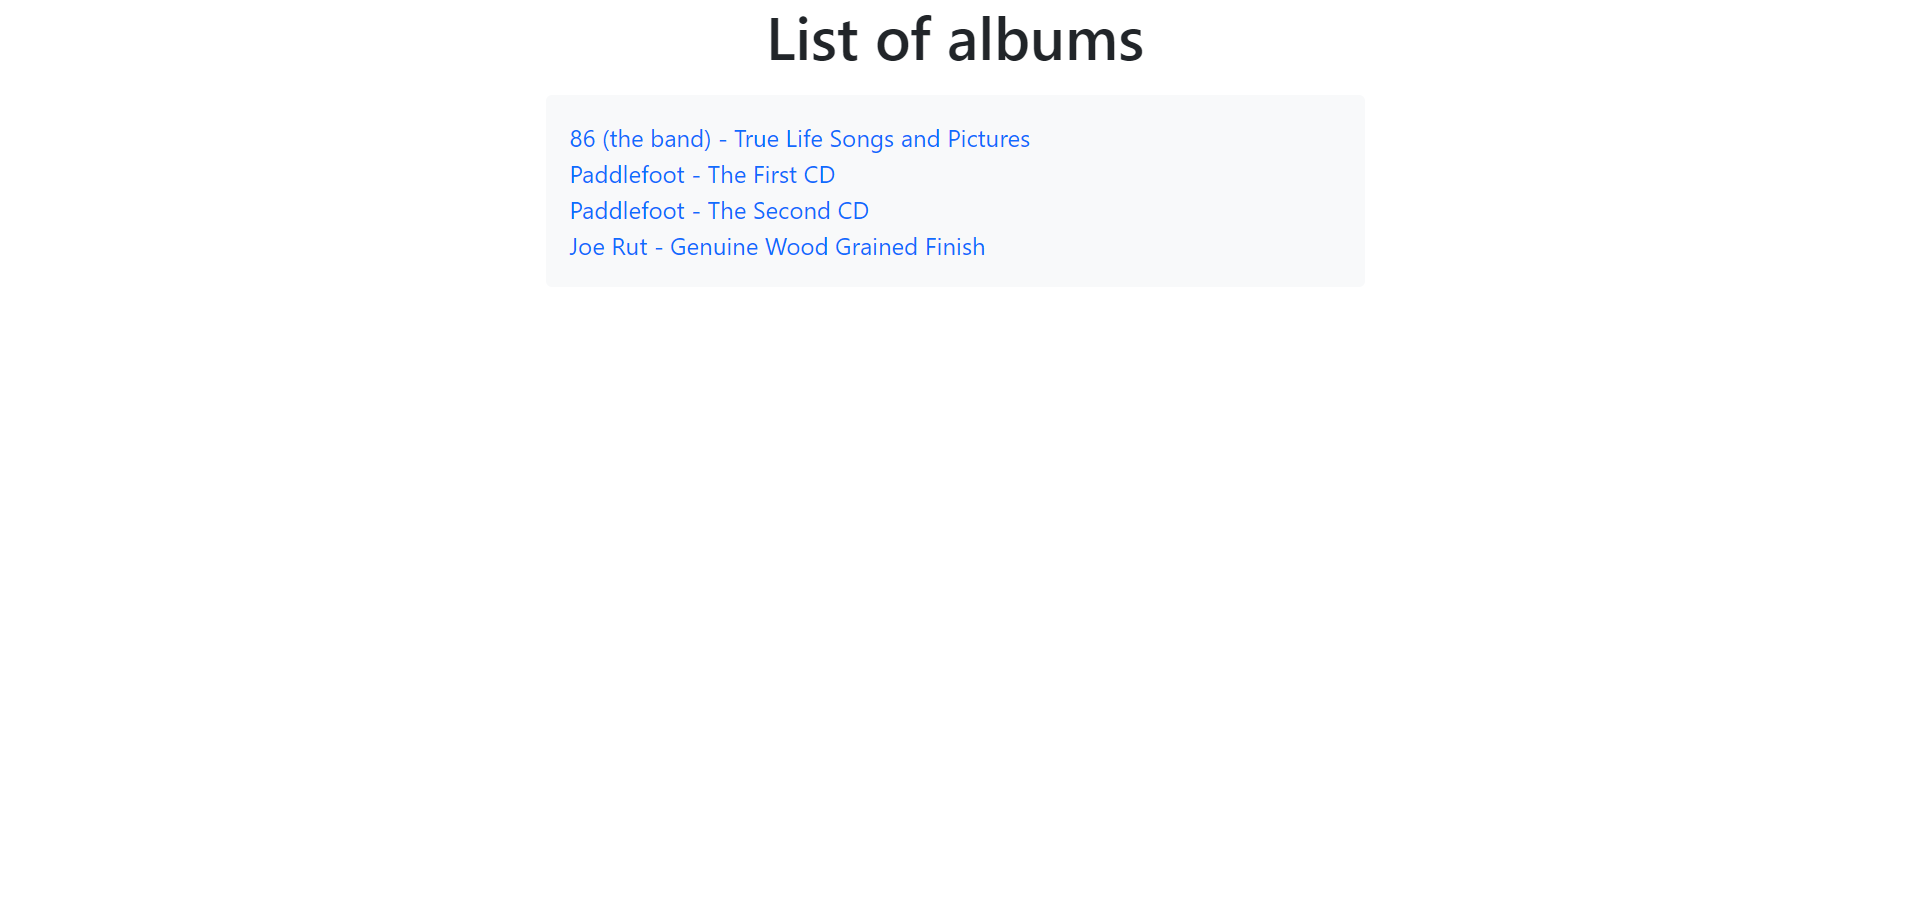 List of albums
86 (the band) - True Life Songs and Pictures
Paddlefoot - The First CD
Paddlefoot - The Second CD
Joe Rut - Genuine Wood Grained Finish